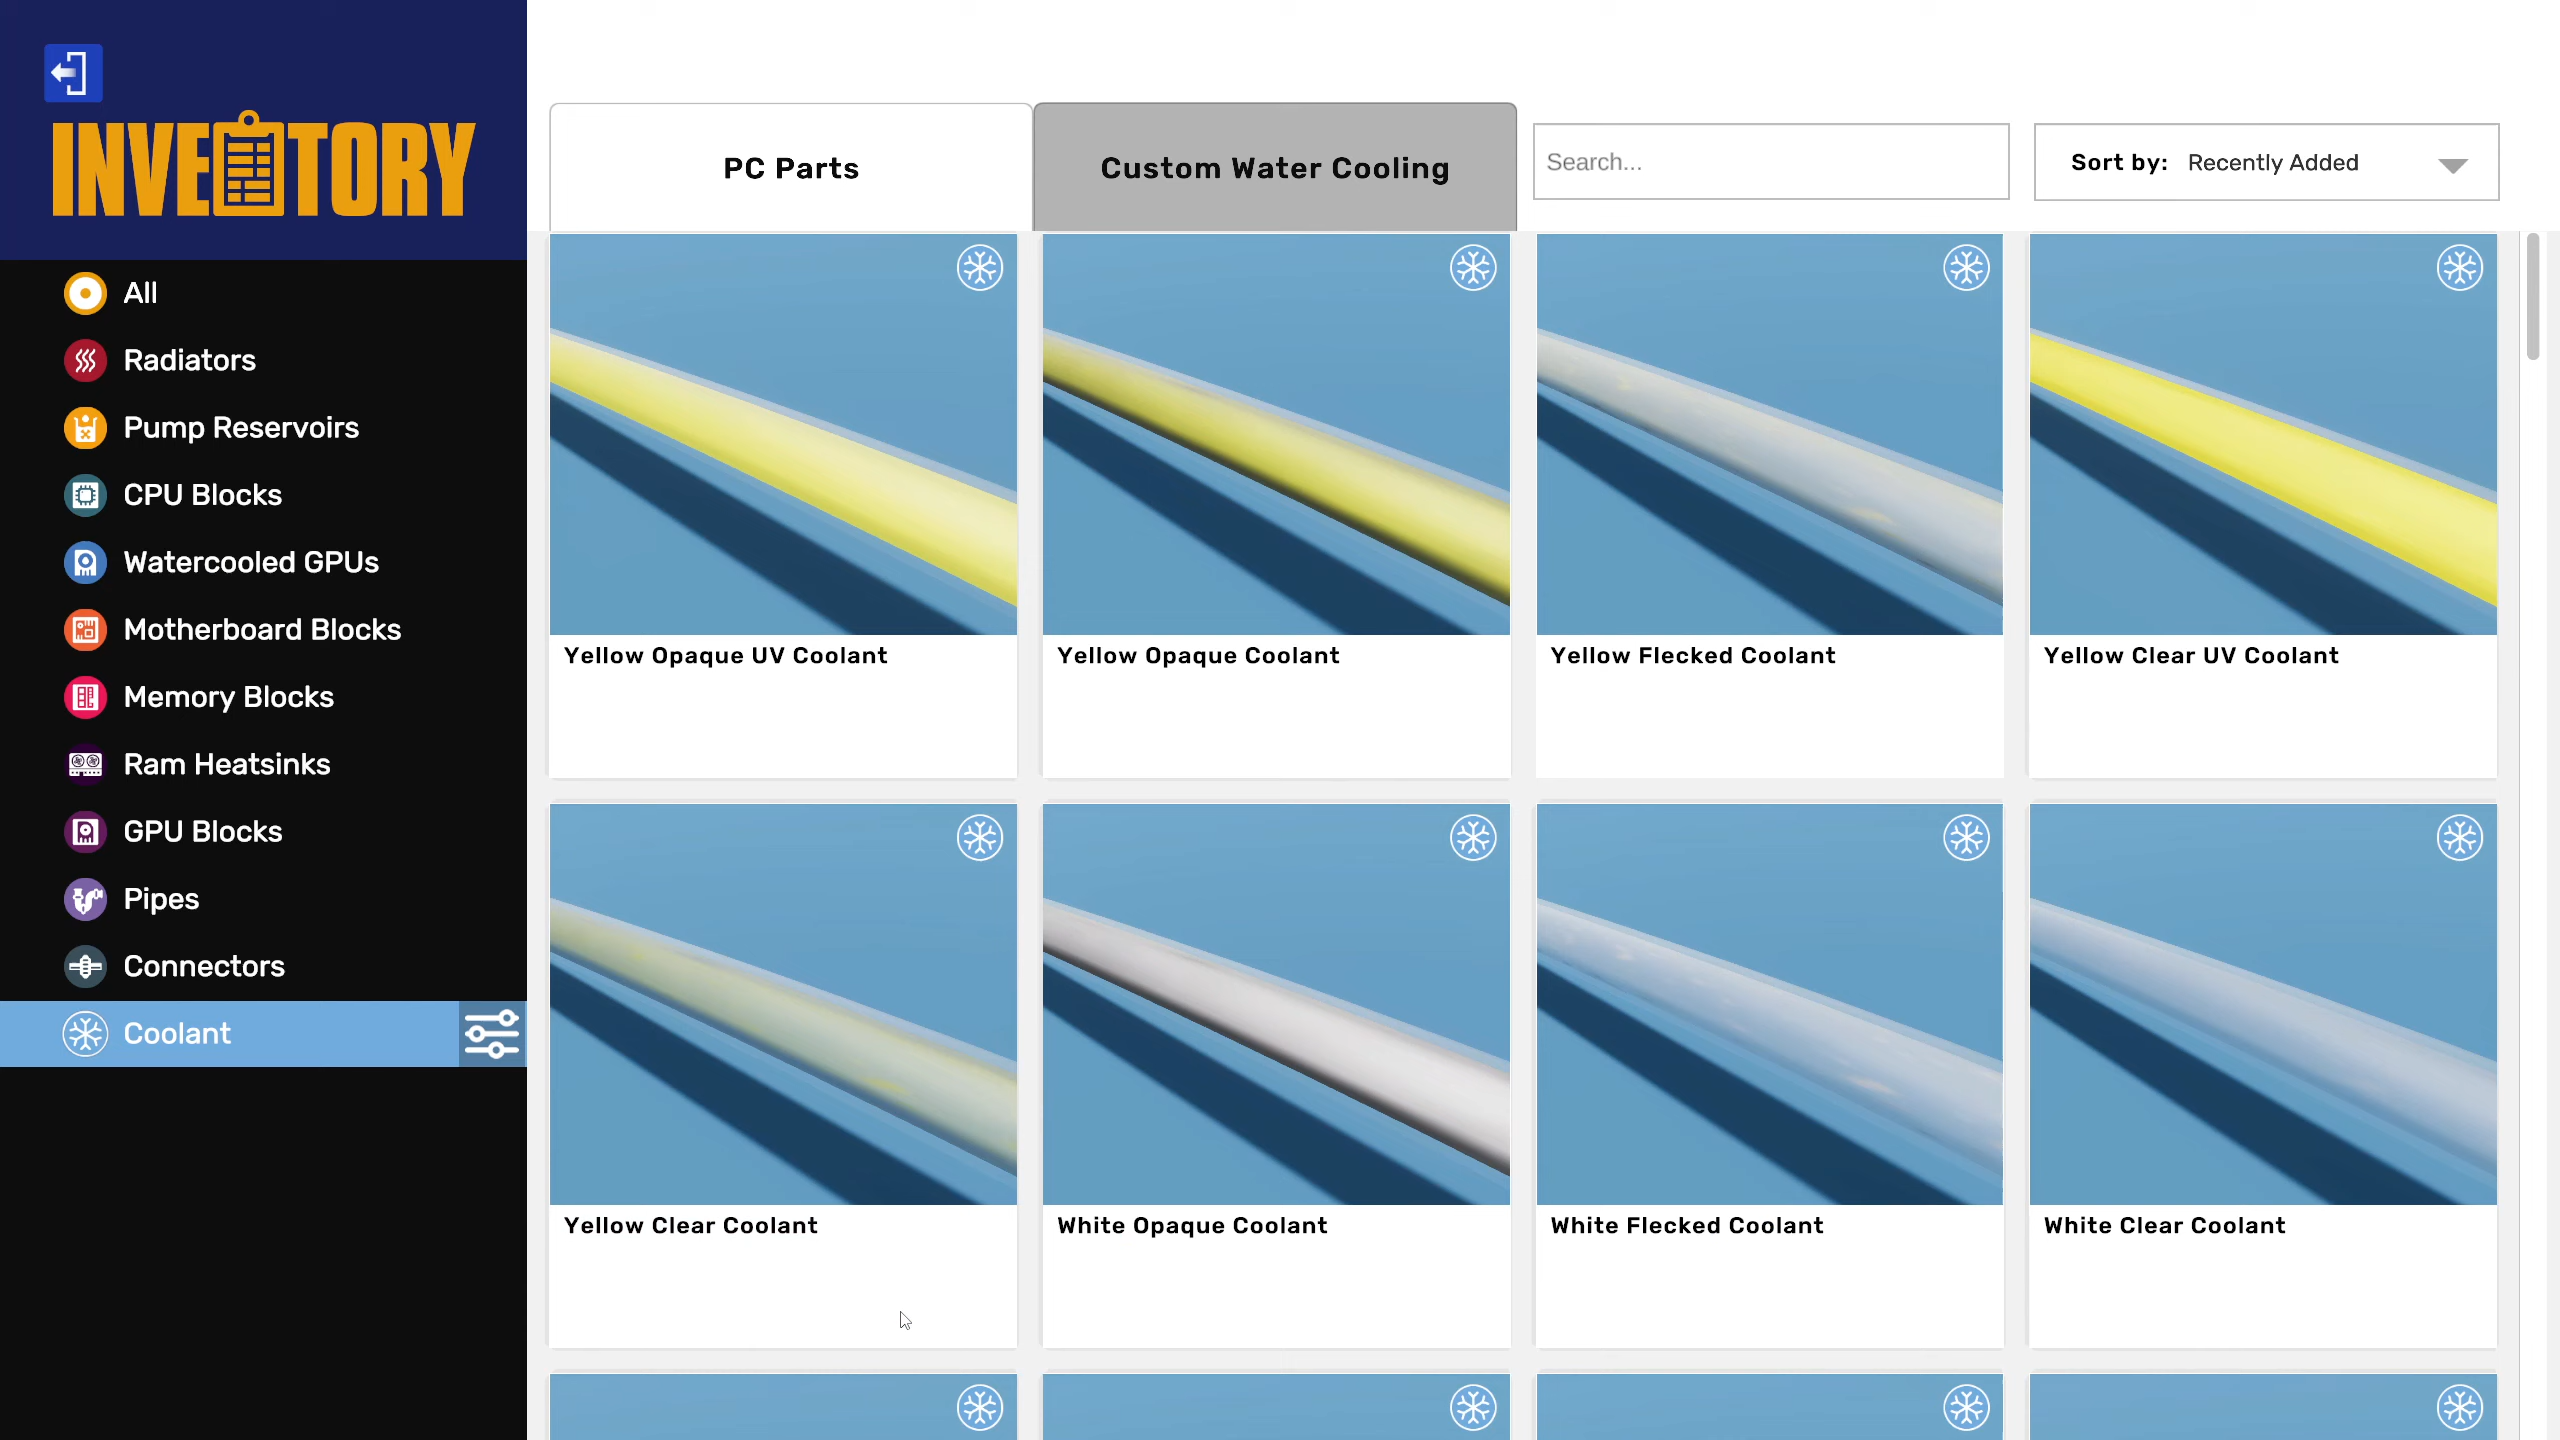 INVENTORY
All
Radiators
Pump Reservoirs
CPU Blocks
Watercooled GPUs
Motherboard Blocks
Memory Blocks
Ram Heatsinks
GPU Blocks
Pipes
Connectors
Coolant
PC Parts
Custom Water Cooling
Search...
Sort by: Recently Added
Yellow Opaque UV Coolant
Yellow Opaque Coolant
Yellow Flecked Coolant
Yellow Clear UV Coolant
Yellow Clear Coolant
White Opaque Coolant
White Flecked Coolant
White Clear Coolant